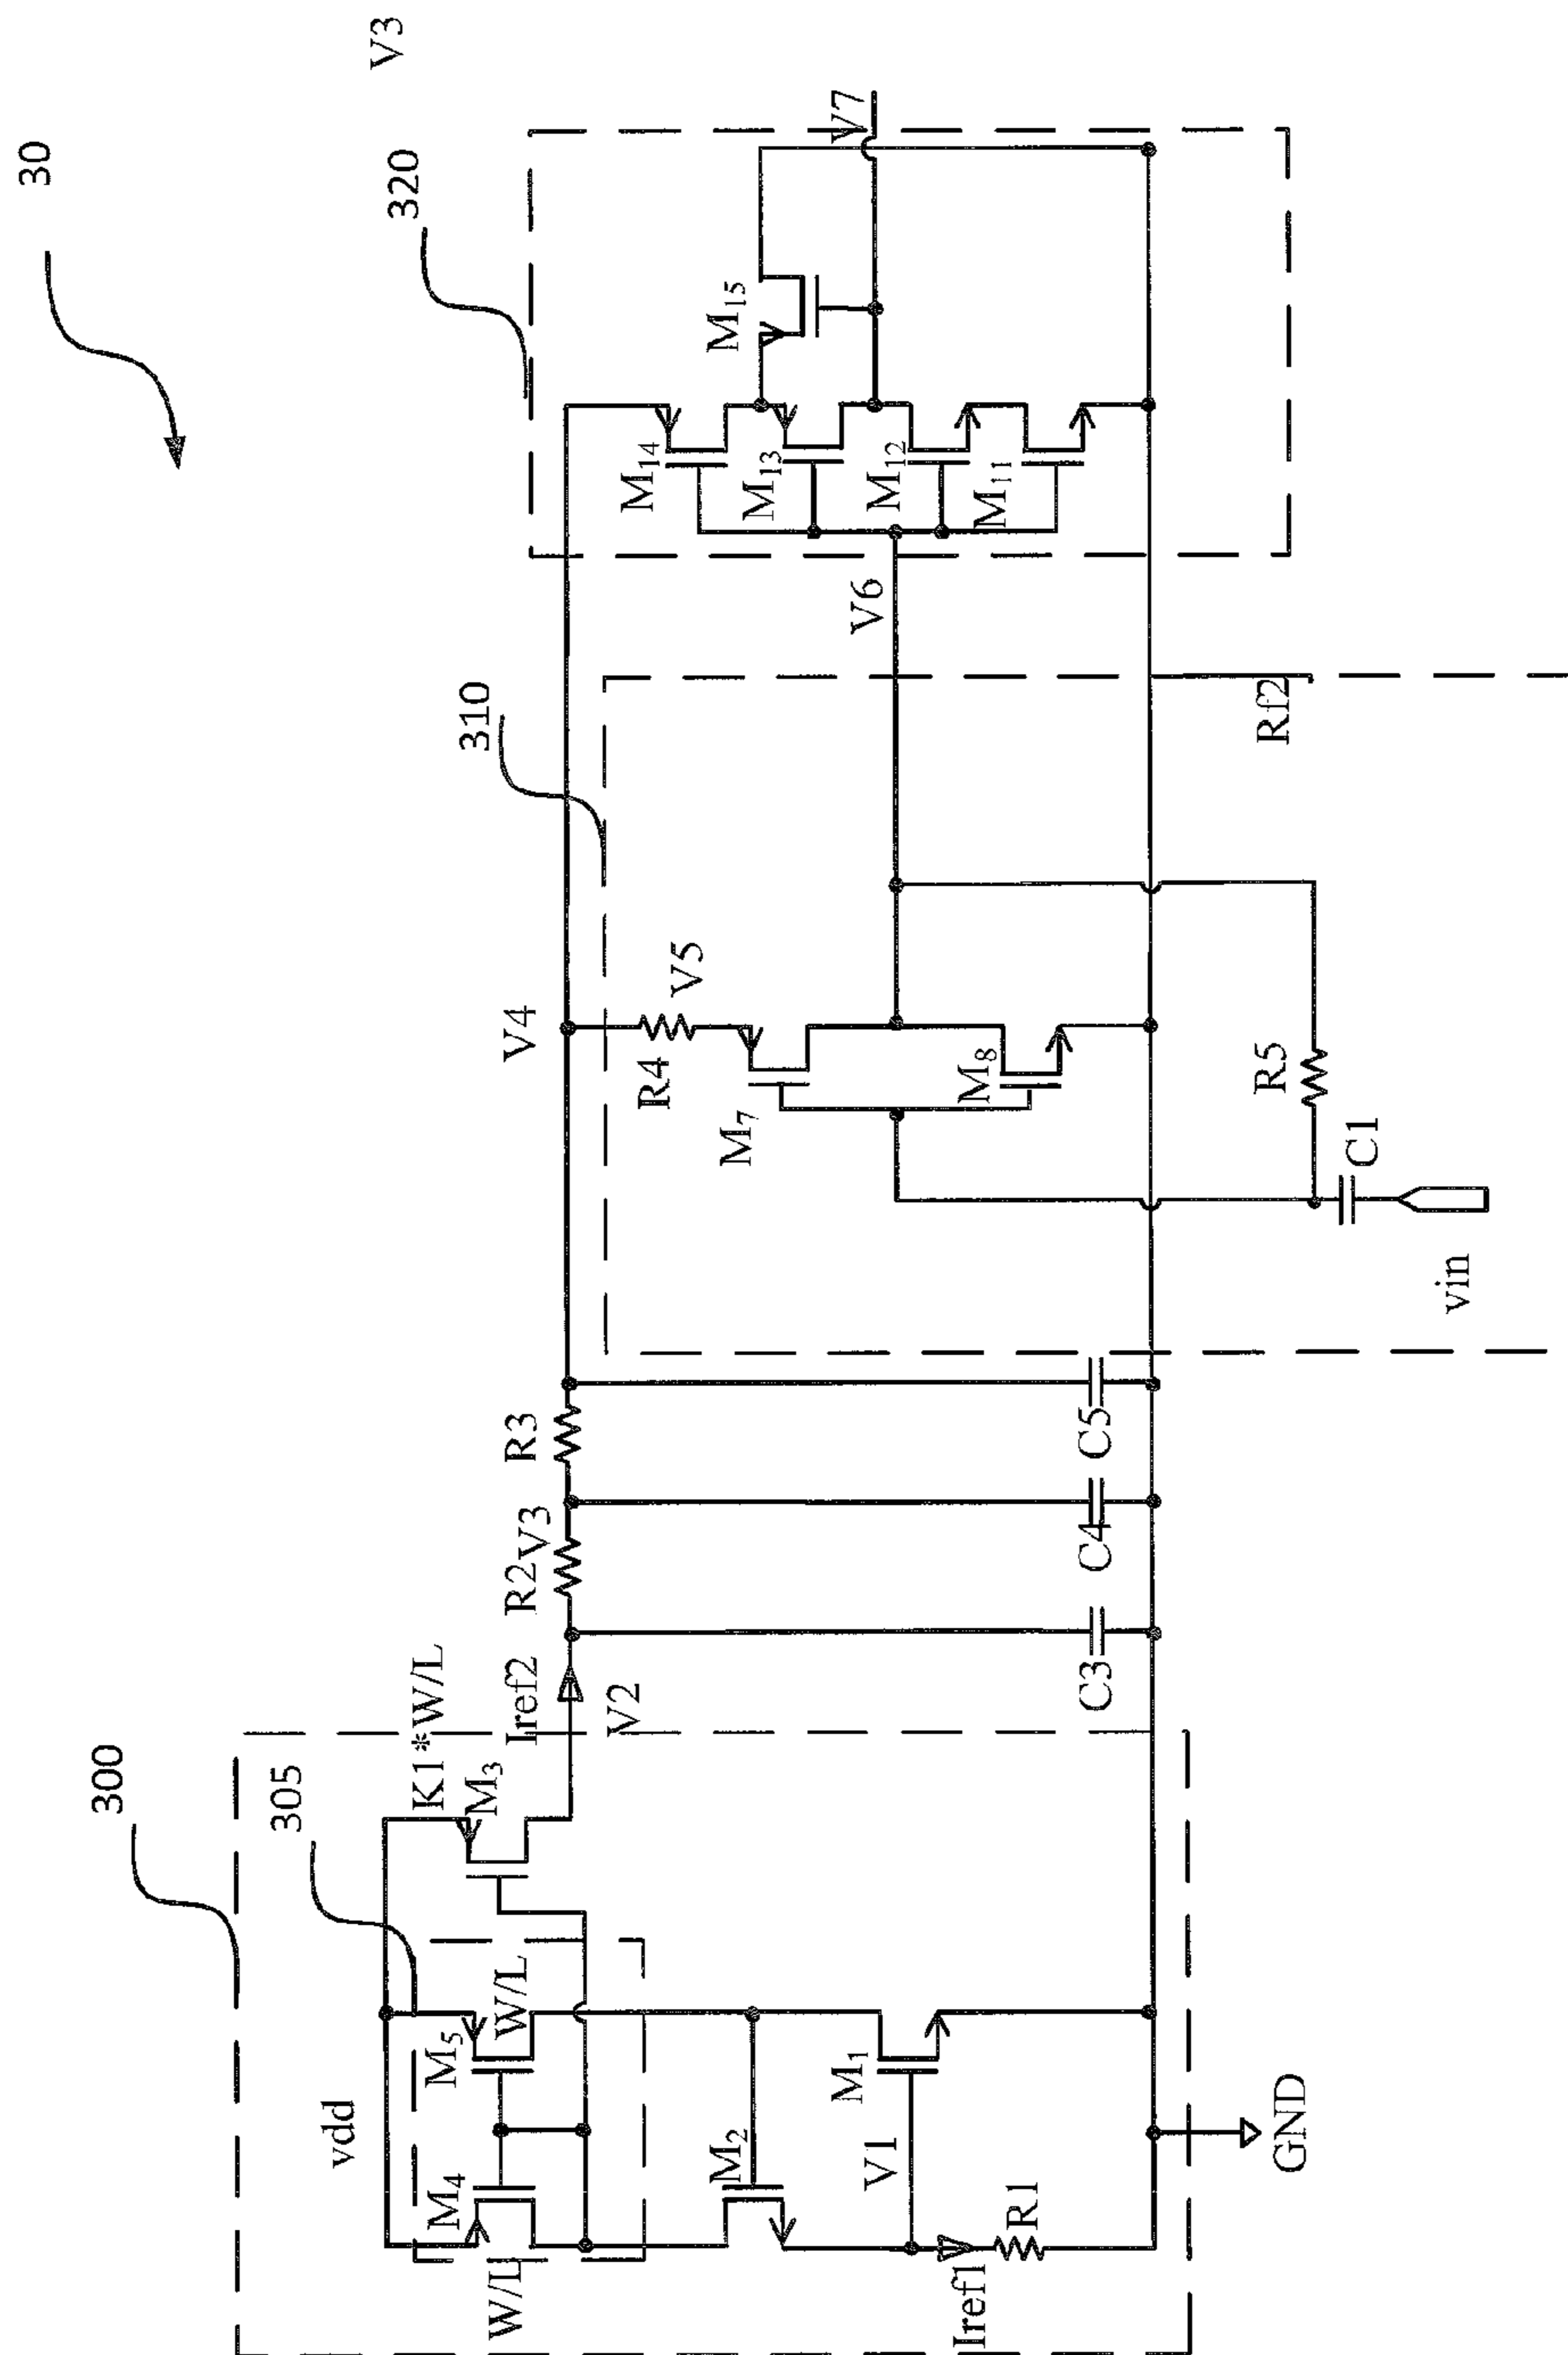 30
300
305
vdd
M4
W/L
M5
W/L
K1*W/L
M3
Iref2
V2
M2
M1
V1
Iref1
R1
GND
R2
V3
R3
C3
C4
C5
V4
310
R4
V5
M7
M8
R5
C1
vin
Rf2
V6
320
M14
M13
M12
M11
M15
V7
V3